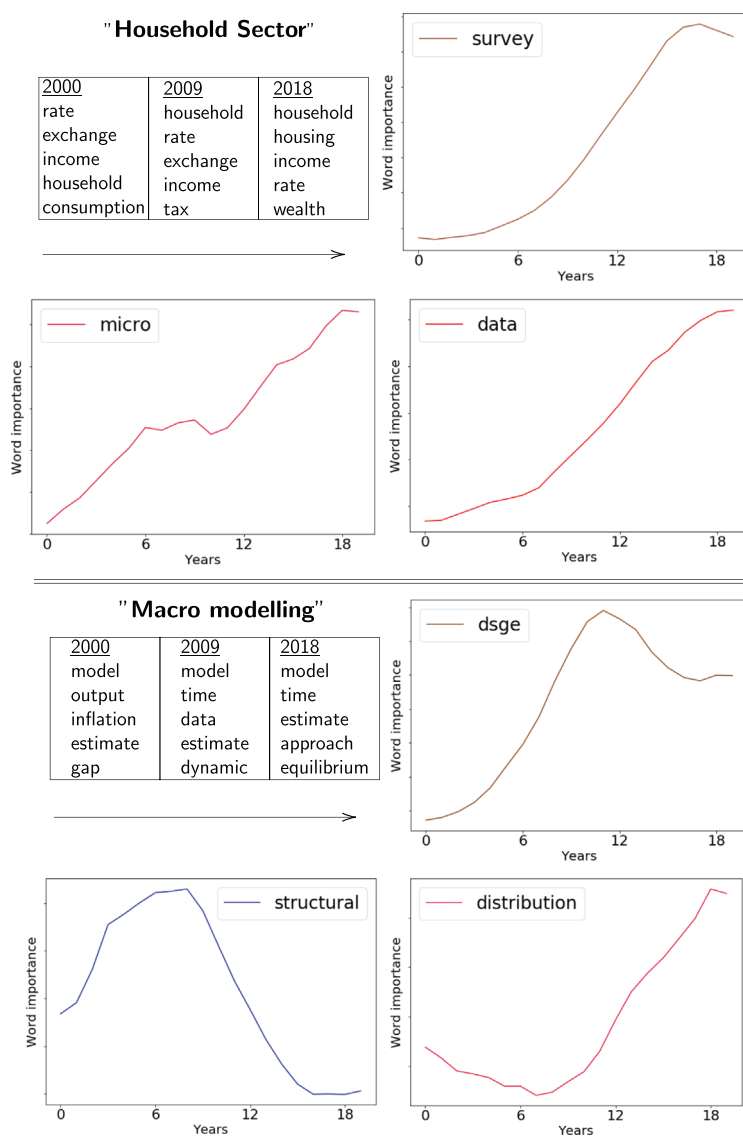 "Household Sector"
2000 2009 2018
rate household household
exchange rate housing
income exchange income
household income rate
consumption tax wealth
survey
Word importance
0 6 12 18
Years
micro
Word importance
0 6 12 18
Years
data
Word importance
0 6 12 18
Years
"Macro modelling"
2000 2009 2018
model model model
output time time
inflation data estimate
estimate estimate approach
gap dynamic equilibrium
dsge
Word importance
0 6 12 18
Years
structural
Word importance
0 6 12 18
Years
distribution
Word importance
0 6 12 18
Years